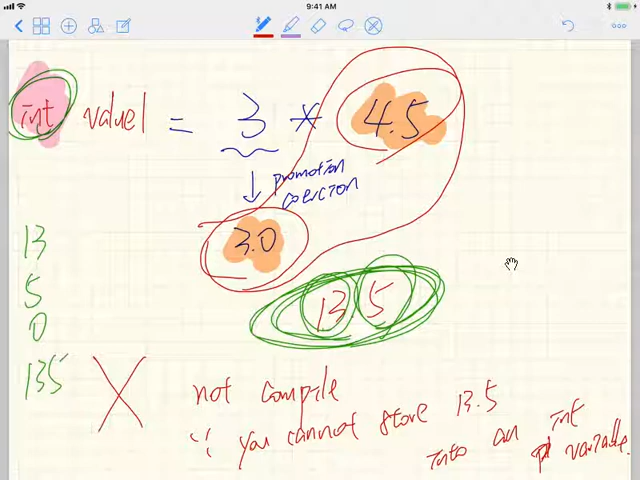 9:41 AM
int value1 = 3 * 4.5
promotion
coercion
3.0
13
5
0
135
13.5
not compile
∵ you cannot store 13.5
into an int
variable.